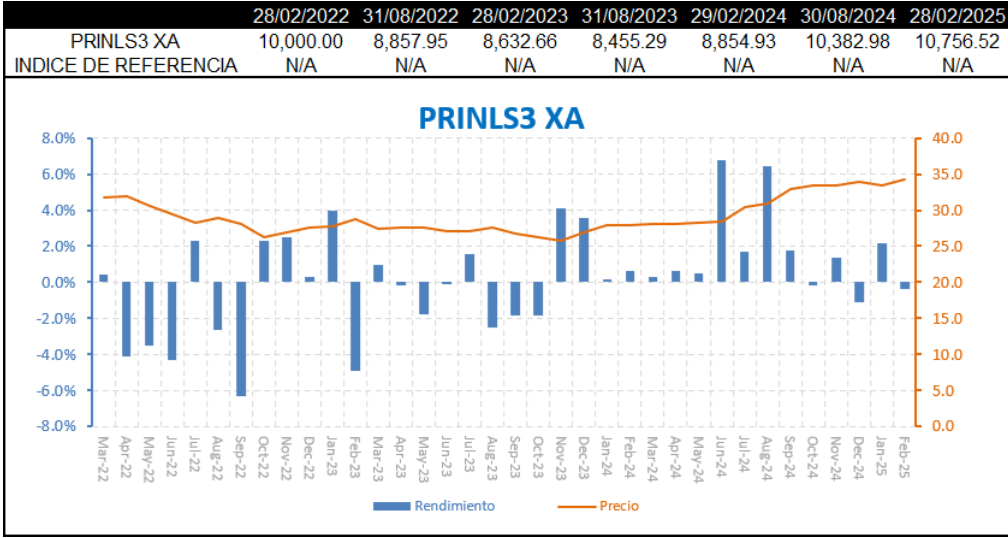 28/02/2022 31/08/2022 28/02/2023 31/08/2023 29/02/2024 30/08/2024 28/02/2025
PRINLS3 XA 10,000.00 8,857.95 8,632.66 8,455.29 8,854.93 10,382.98 10,756.52
INDICE DE REFERENCIA N/A N/A N/A N/A N/A N/A N/A
PRINLS3 XA
8.0% 40.0
6.0% 35.0
4.0% 30.0
2.0% 25.0
0.0% 20.0
-2.0% 15.0
-4.0% 10.0
-6.0% 5.0
-8.0% 0.0
Mar-22 Apr-22 May-22 Jun-22 Jul-22 Aug-22 Sep-22 Oct-22 Nov-22 Dec-22 Jan-23 Feb-23 Mar-23 Apr-23 May-23 Jun-23 Jul-23 Aug-23 Sep-23 Oct-23 Nov-23 Dec-23 Jan-24 Feb-24 Mar-24 Apr-24 May-24 Jun-24 Jul-24 Aug-24 Sep-24 Oct-24 Nov-24 Dec-24 Jan-25 Feb-25
Rendimiento Precio